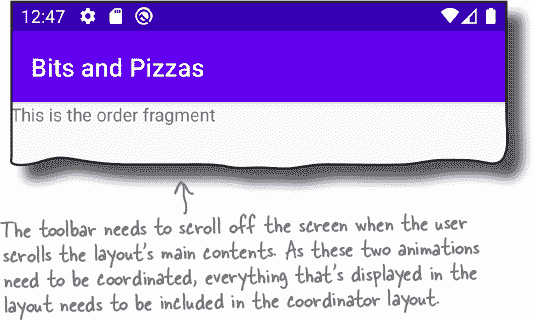 12:47
Bits and Pizzas
This is the order fragment
The toolbar needs to scroll off the screen when the user
scrolls the layout's main contents. As these two animations
need to be coordinated, everything that's displayed in the
layout needs to be included in the coordinator layout.